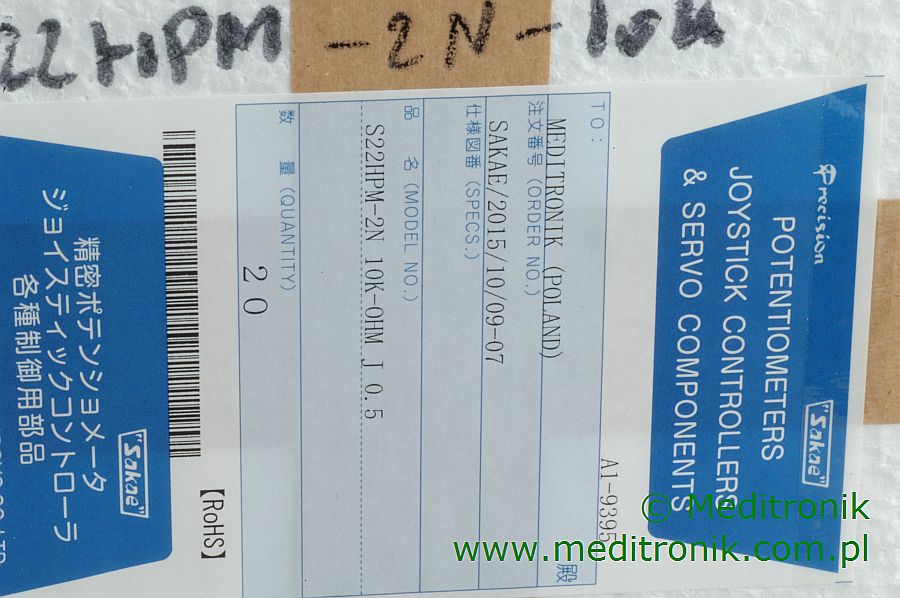 22HPM-2N-10k
Precision
POTENTIOMETERS
JOYSTICK CONTROLLERS
& SERVO COMPONENTS
"Sakae"
A1-9395
TO:
MEDITRONIK (POLAND)
殿
注文番号 (ORDER NO.)
SAKAE/2015/10/09-07
仕様図番 (SPECS.)
品 名 (MODEL NO.)
S22HPM-2N 10K-OHM J 0.5
数 量 (QUANTITY)
20
【RoHS】
"Sakae"
精密ポテンショメータ
ジョイスティックコントローラ
各種制御用部品
© Meditronik
www.meditronik.com.pl